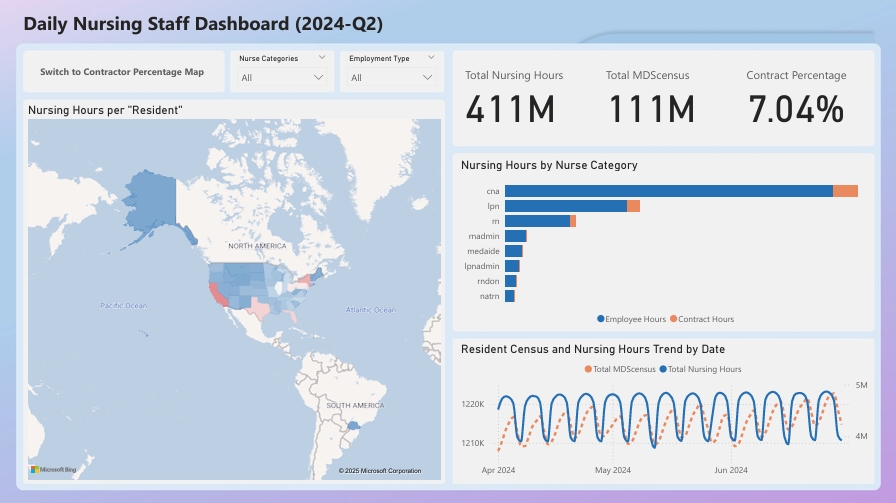 Daily Nursing Staff Dashboard (2024-Q2)
Switch to Contractor Percentage Map
Nurse Categories
All
Employment Type
All
Total Nursing Hours
411M
Total MDScensus
111M
Contract Percentage
7.04%
Nursing Hours per "Resident"
NORTH AMERICA
Pacific Ocean
Atlantic Ocean
SOUTH AMERICA
Microsoft Bing
© 2025 Microsoft Corporation
Nursing Hours by Nurse Category
cna
lpn
rn
rnadmin
medaide
lpnadmin
rndon
natrn
Employee Hours
Contract Hours
Resident Census and Nursing Hours Trend by Date
Total MDScensus
Total Nursing Hours
1220K
1210K
5M
4M
Apr 2024
May 2024
Jun 2024